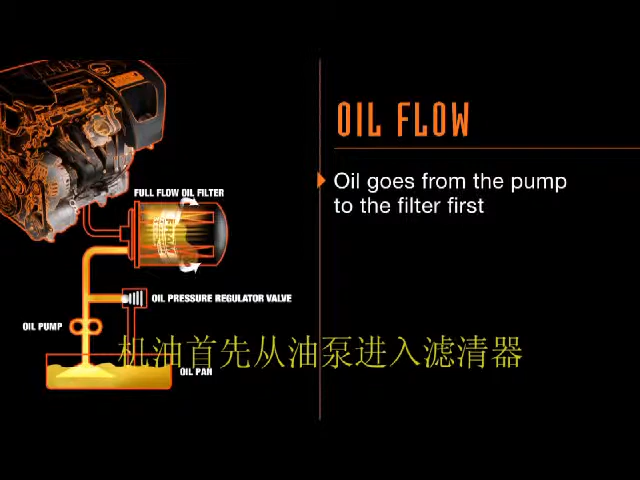 OIL FLOW
Oil goes from the pump
to the filter first
FULL FLOW OIL FILTER
FRAM
OIL PRESSURE REGULATOR VALVE
OIL PUMP
机油首先从油泵进入滤清器
OIL PAN